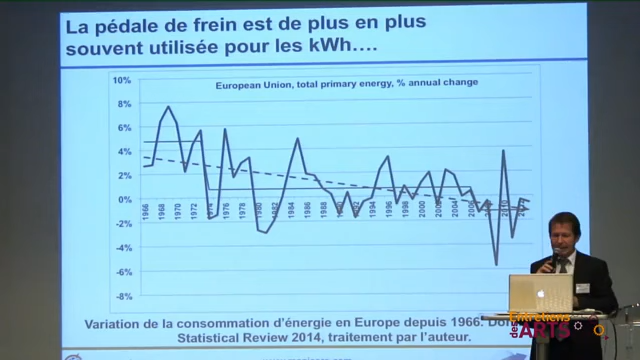 La pédale de frein est de plus en plus
souvent utilisée pour les kWh….
European Union, total primary energy, % annual change
10%
8%
6%
4%
2%
0%
-2%
-4%
-6%
-8%
1966 1968 1970 1972 1974 1976 1978 1980 1982 1984 1986 1988 1990 1992 1994 1996 1998 2000 2002 2004 2006 2010
Variation de la consommation d'énergie en Europe depuis 1966.
Statistical Review 2014, traitement par l'auteur.
Entretiens
des ARTS